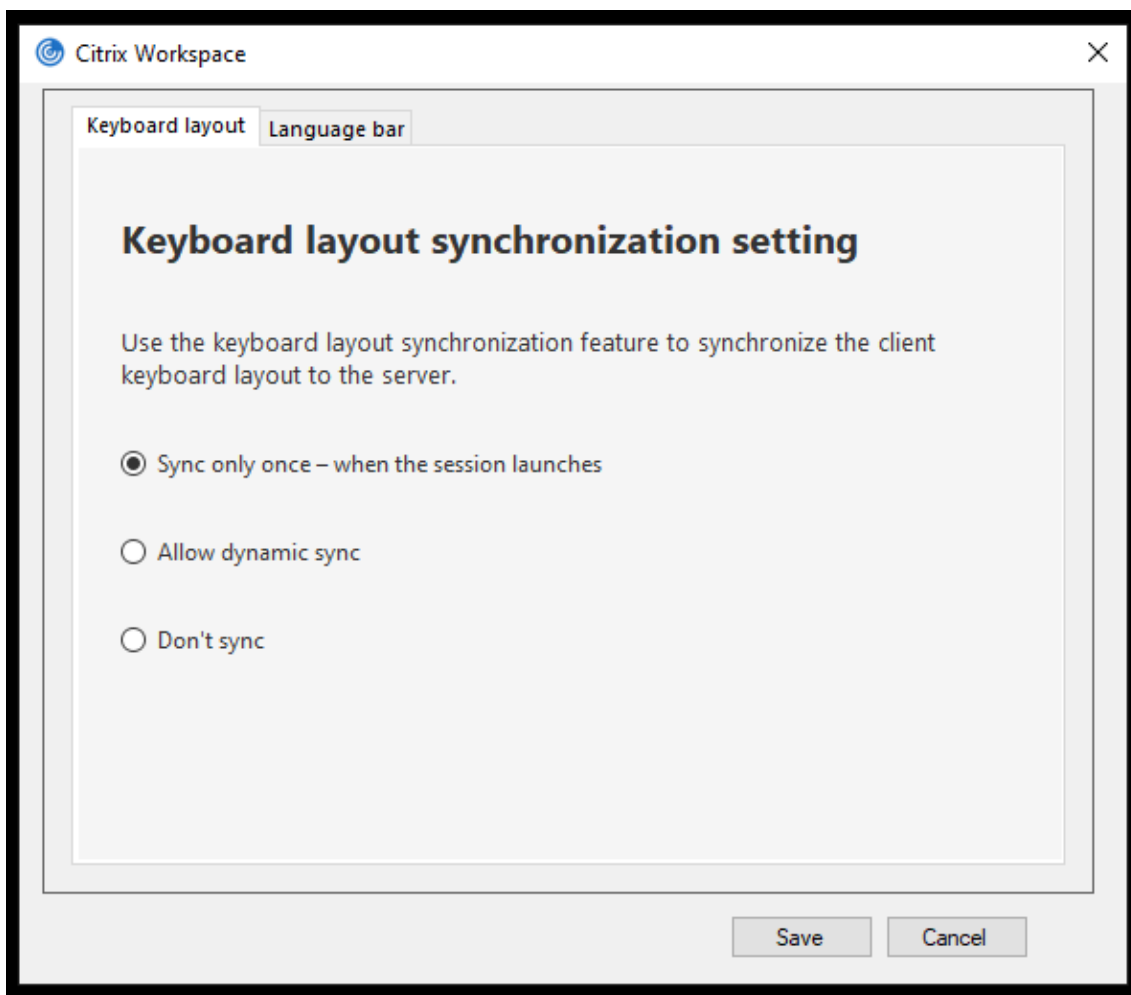 Citrix Workspace
Keyboard layout
Language bar
Keyboard layout synchronization setting
Use the keyboard layout synchronization feature to synchronize the client
keyboard layout to the server.
Sync only once – when the session launches
Allow dynamic sync
Don't sync
Save
Cancel